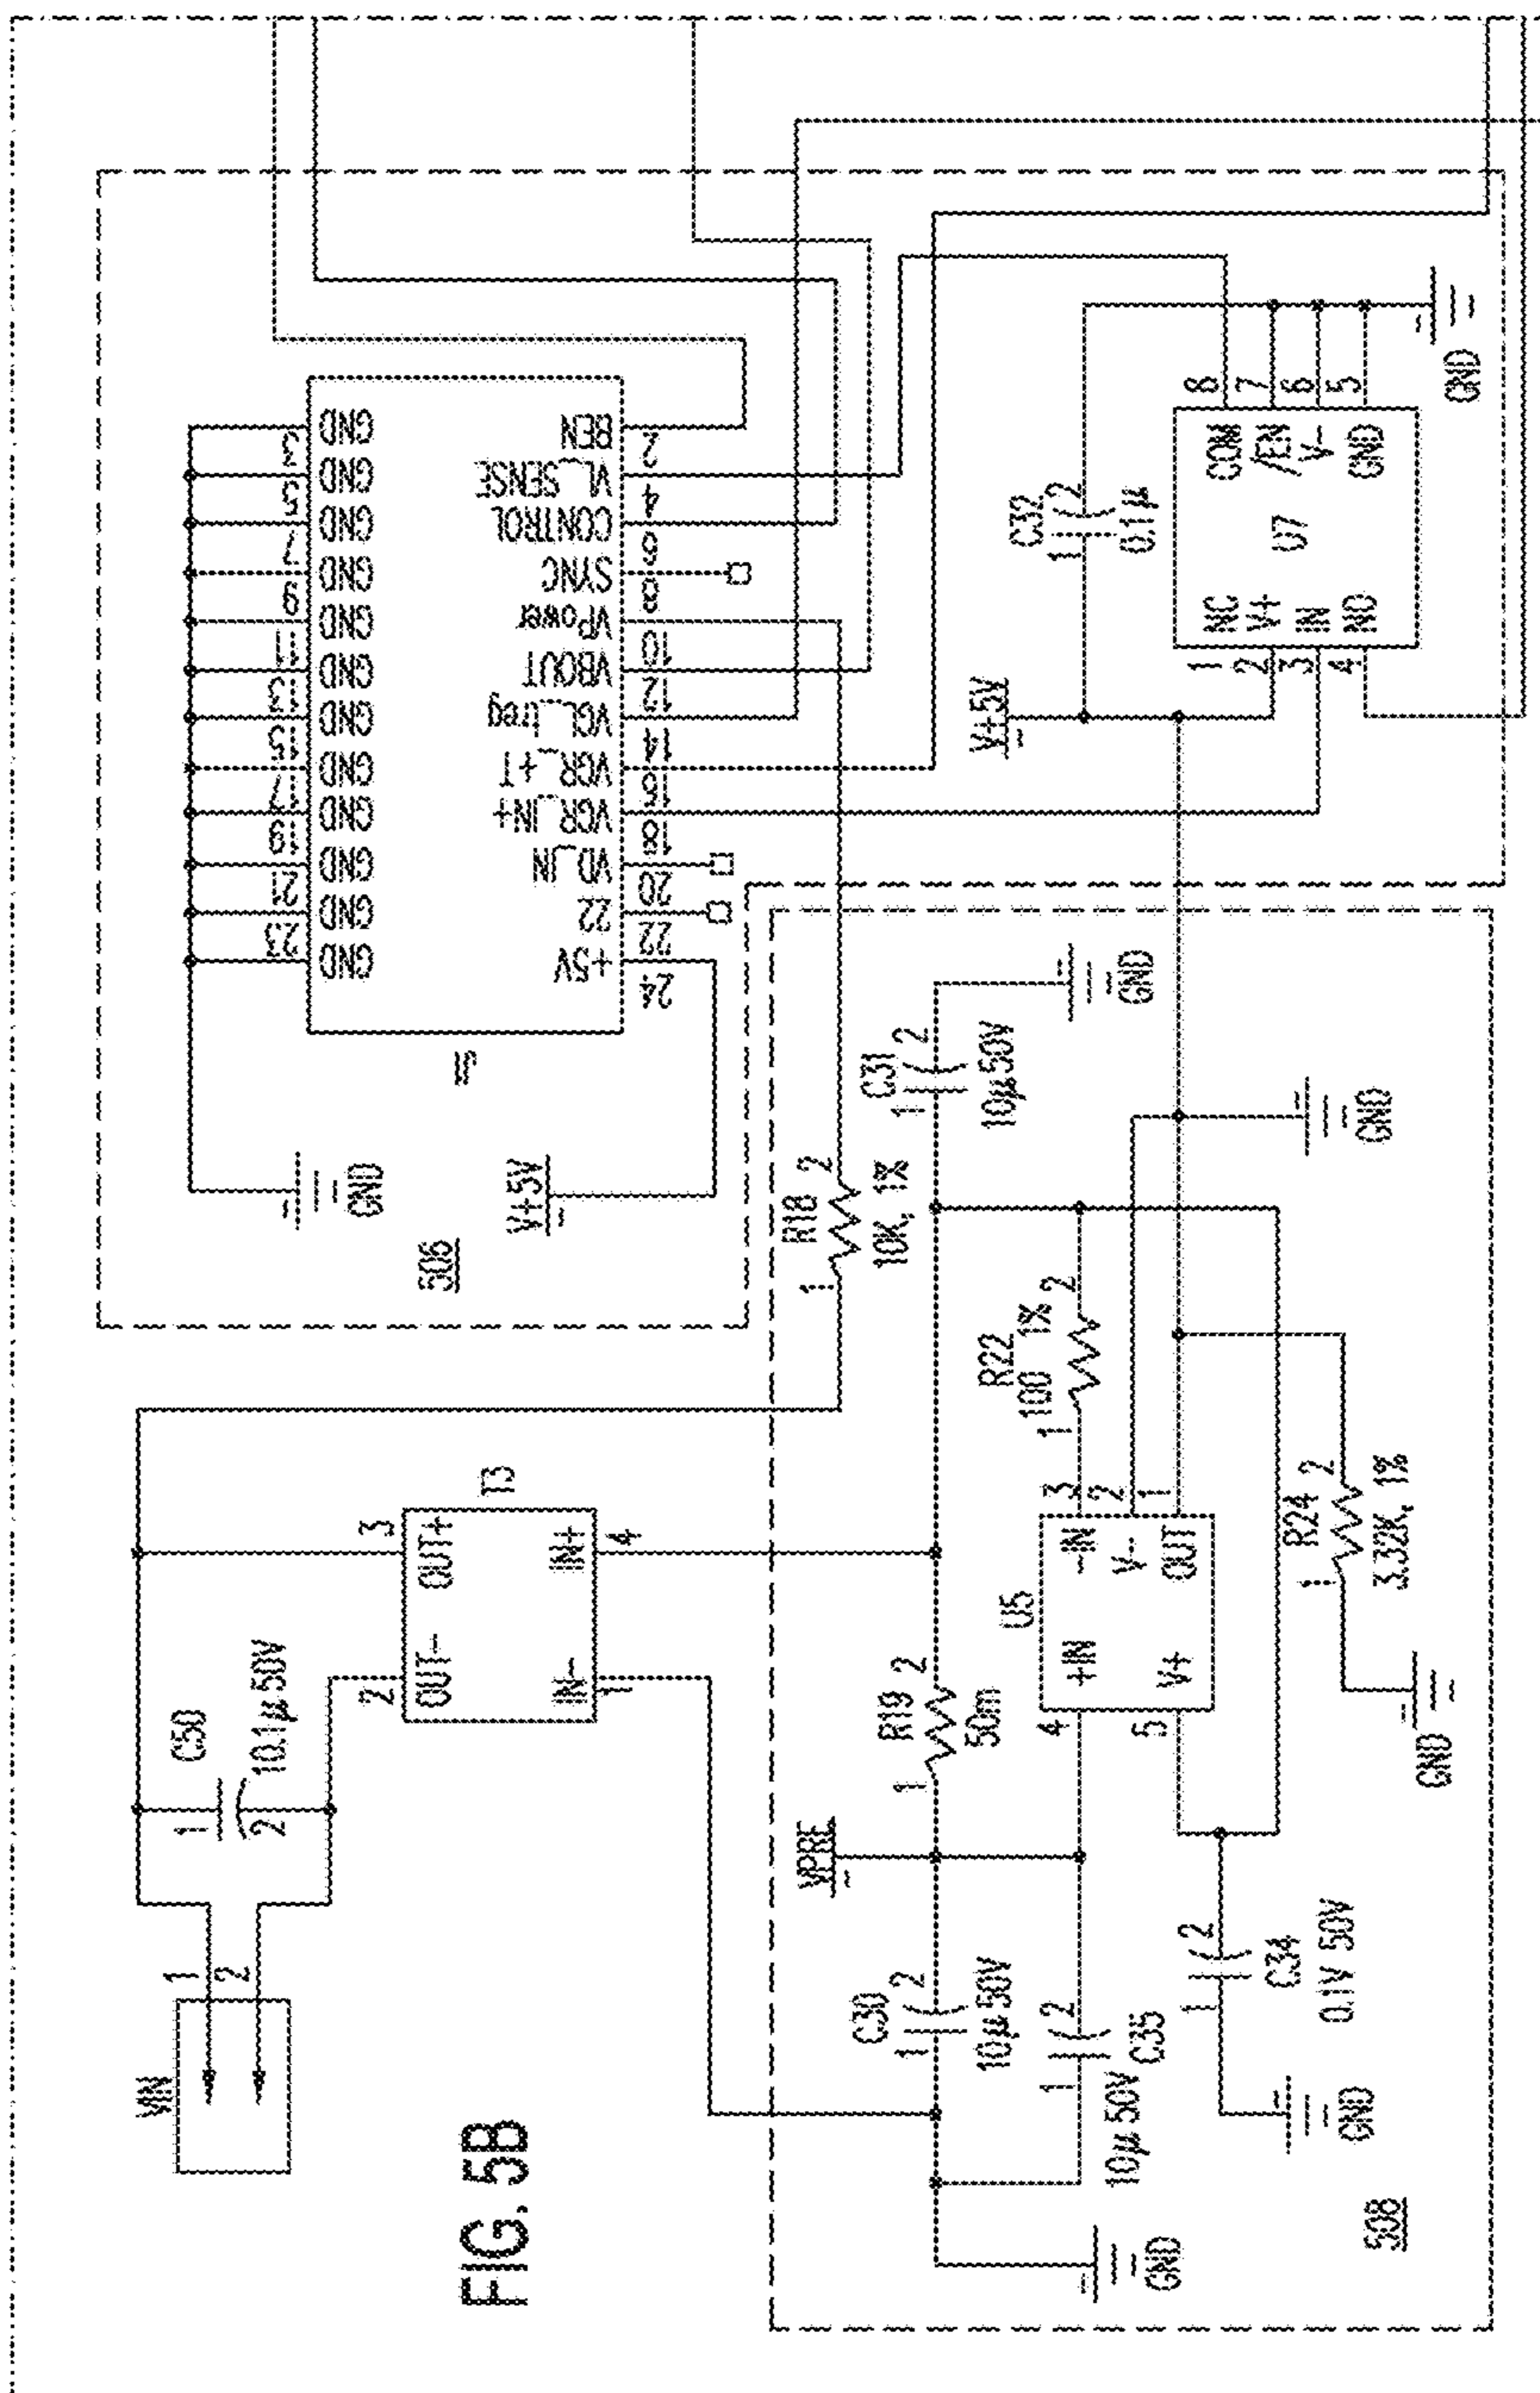 FIG. 5B
VIN
1
2
C50
10.1µ 50V
1
2
T3
OUT-
2
OUT+
3
IN-
1
IN+
4
506
GND
V+5V
J1
GND
3
GND
5
GND
7
GND
9
GND
11
GND
13
GND
15
GND
17
GND
19
GND
21
GND
23
GND
BEN
2
VL_SENSE
4
CONTROL
6
SYNC
8
VPower
10
VBOUT
12
VGL_treg
14
VGR_+T
16
VGR_IN+
18
VD_IN
20
22
22
+5V
24
R18
1
2
10K, 1%
508
VPRE
C30
1
2
10µ 50V
C35
1
2
10µ 50V
C34
1
2
0.1V 50V
GND
GND
R19
1
2
50m
U5
+IN
4
V+
5
-IN
3
V-
2
OUT
1
R22
100 1%
1
2
R24
1
2
3.32K, 1%
GND
C31
1
2
10µ 50V
GND
GND
V+5V
C32
1
2
0.1µ
U7
NC
1
V+
2
IN
3
NO
4
COM
8
/EN
7
V-
6
GND
5
GND